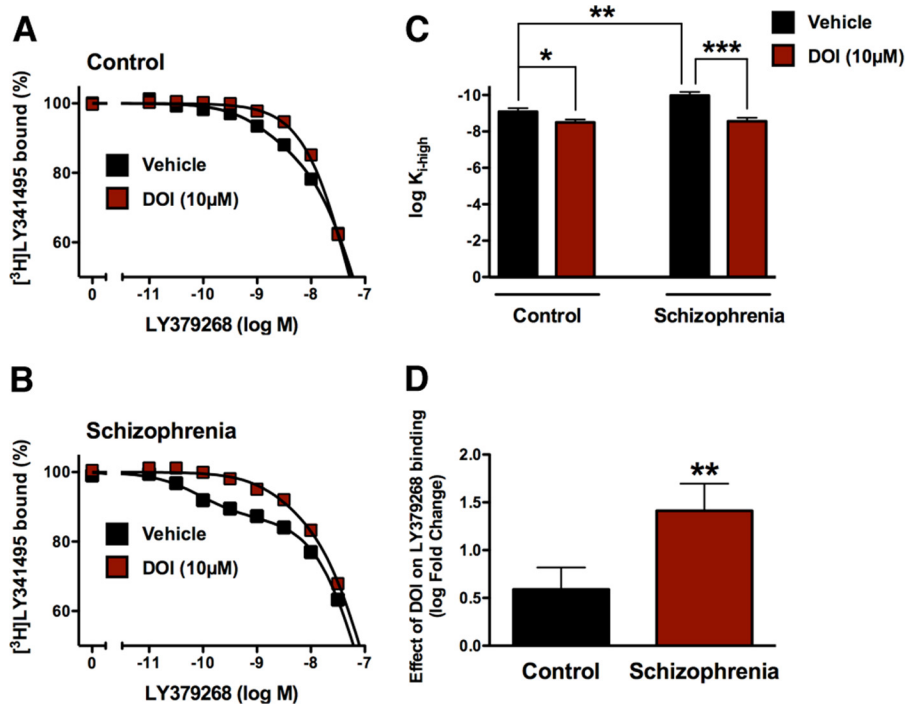 A
Control
[³H]LY341495 bound (%)
100
80
60
Vehicle
DOI (10µM)
0 -11 -10 -9 -8 -7
LY379268 (log M)
B
Schizophrenia
[³H]LY341495 bound (%)
100
80
60
Vehicle
DOI (10µM)
0 -11 -10 -9 -8 -7
LY379268 (log M)
C
Vehicle
DOI (10µM)
**
*
***
log Ki-high
-10
-8
-6
-4
-2
0
Control Schizophrenia
D
Effect of DOI on LY379268 binding
(log Fold Change)
2.0
1.5
1.0
0.5
0.0
**
Control Schizophrenia